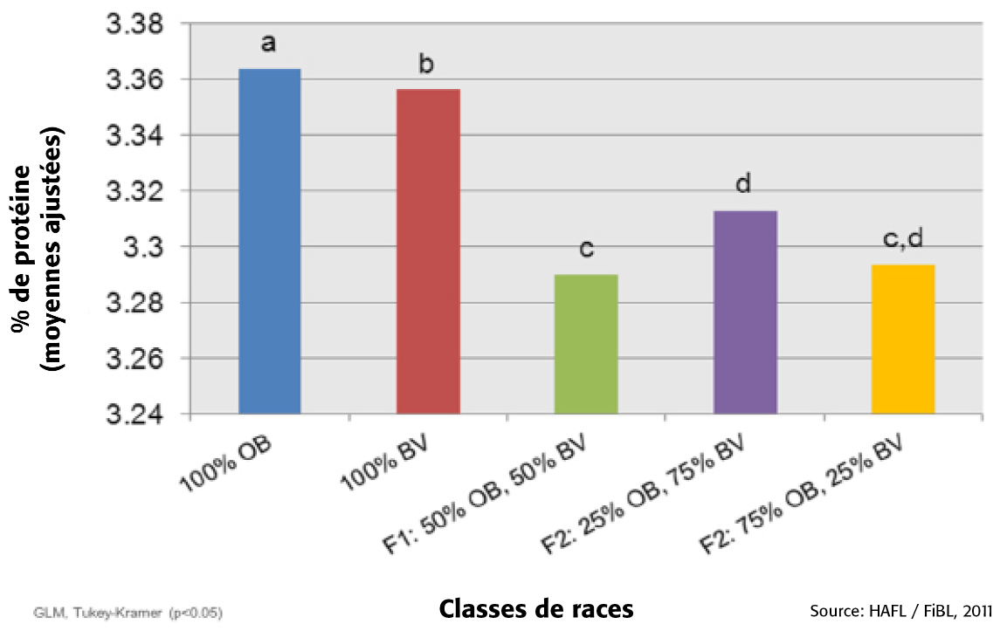 % de protéine
(moyennes ajustées)
3.38
3.36
3.34
3.32
3.3
3.28
3.26
3.24
a
b
c
d
c,d
100% OB
100% BV
F1: 50% OB, 50% BV
F2: 25% OB, 75% BV
F2: 75% OB, 25% BV
GLM, Tukey-Kramer (p<0.05)
Classes de races
Source: HAFL / FiBL, 2011